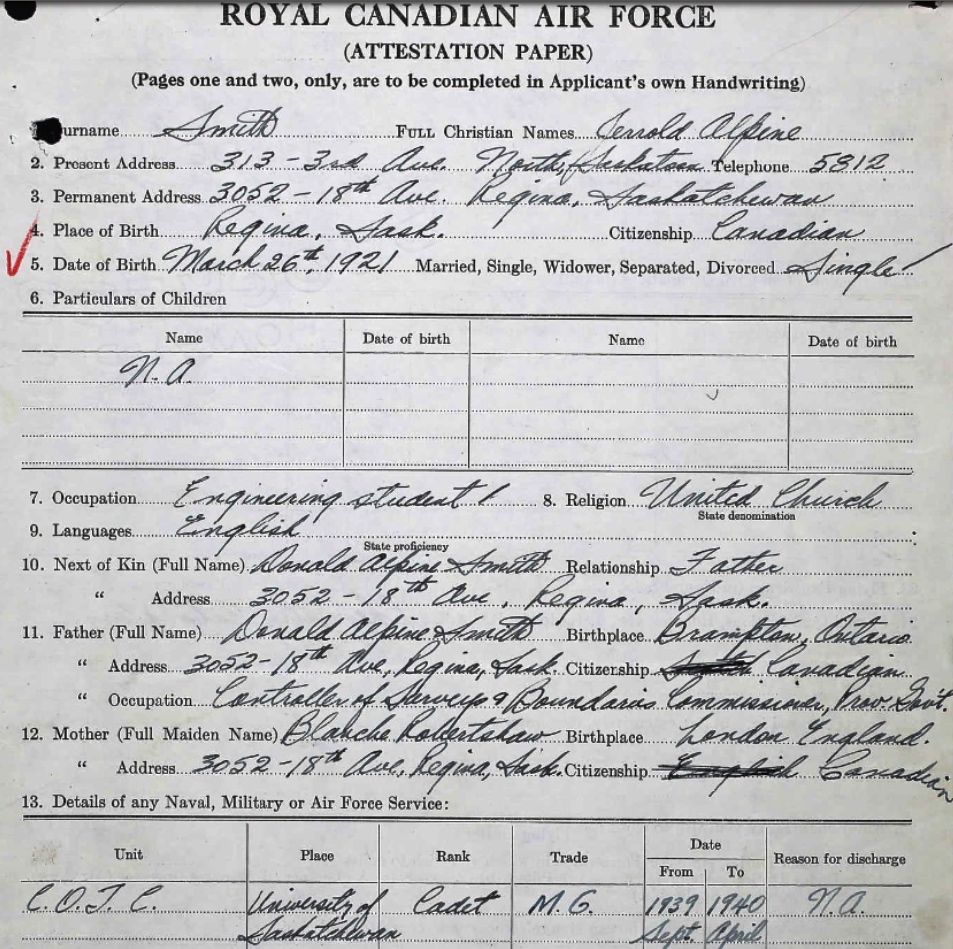 ROYAL CANADIAN AIR FORCE
(ATTESTATION PAPER)
(Pages one and two, only, are to be completed in Applicant's own Handwriting)
urname Smith FULL Christian Names Jerrold Alpine
2. Present Address 313 - 3rd Ave. North, Saskatoon Telephone 5812
3. Permanent Address 3052 - 18th Ave. Regina, Saskatchewan
4. Place of Birth Regina, Sask. Citizenship Canadian
5. Date of Birth March 26th, 1921 Married, Single, Widower, Separated, Divorced Single
6. Particulars of Children
Name Date of birth Name Date of birth
N.A.
7. Occupation Engineering student 8. Religion United Church
State denomination
9. Languages English
State proficiency
10. Next of Kin (Full Name) Donald Alpine Smith Relationship Father
" Address 3052 - 18th Ave, Regina, Sask.
11. Father (Full Name) Donald Alpine Smith Birthplace Brampton, Ontario
" Address 3052-18th Ave, Regina, Sask. Citizenship Canadian
" Occupation Controller of Surveys & Boundaries Commissioner, Prov. Govt.
12. Mother (Full Maiden Name) Blanche Robertshaw Birthplace London England.
" Address 3052-18th Ave, Regina, Sask. Citizenship English Canadian
13. Details of any Naval, Military or Air Force Service:
Unit Place Rank Trade Date Reason for discharge
From To
C.O.T.C. University of Cadet M.G. 1939 1940 N.A.
Saskatchewan Sept. April